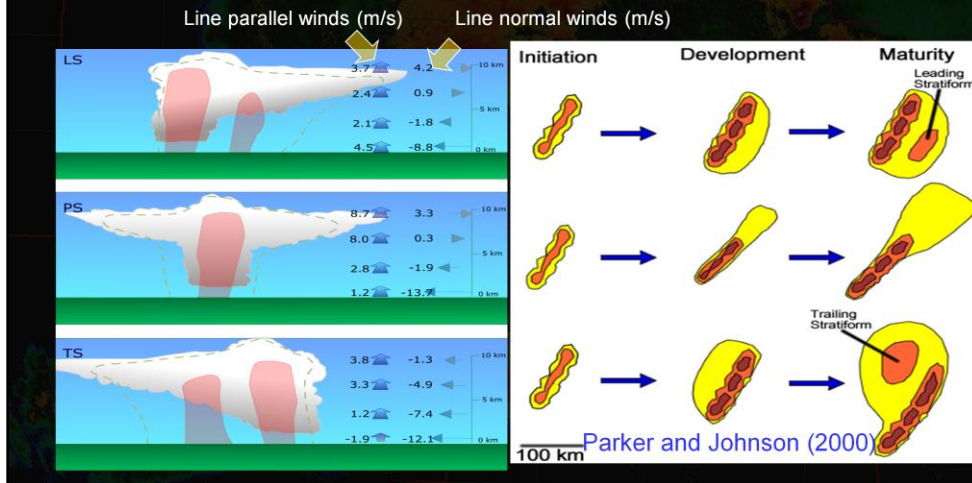 Line parallel winds (m/s) Line normal winds (m/s)
LS
3.7 4.2 10 km
2.4 0.9
5 km
2.1 -1.8
4.5 -8.8 0 km
PS
8.7 3.3 10 km
8.0 0.3
5 km
2.8 -1.9
1.2 -13.7 0 km
TS
3.8 -1.3 10 km
3.3 -4.9
5 km
1.2 -7.4
-1.9 -12.1 0 km
Initiation Development Maturity
Leading
Stratiform
Trailing
Stratiform
Parker and Johnson (2000)
100 km